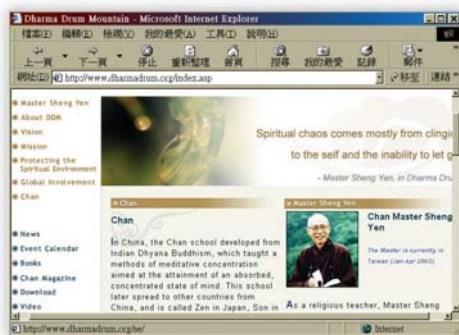 Dharma Drum Mountain - Microsoft Internet Explorer
檔案(F) 編輯(E) 檢視(V) 我的最愛(A) 工具(T) 說明(H)
上一頁 下一頁 停止 重新整理 首頁 搜尋 我的最愛 記錄 郵件
網址(D) http://www.dharmadrum.org/index.asp 移至 連結 »
Master Sheng Yen
About DDM
Vision
Mission
Protecting the
Spiritual Environment
Global Involvement
Chan
News
Event Calendar
Books
Chan Magazine
Download
Video
Spiritual chaos comes mostly from clingi
to the self and the inability to let g
- Master Sheng Yen, in Dharma Dru
» Chan
Chan
In China, the Chan school developed from
Indian Dhyana Buddhism, which taught a
methods of meditative concentration
aimed at the attainment of an absorbed,
concentrated state of mind. This school
later spread to other countries from
China, and is called Zen in Japan, Son in
» Master Sheng Yen
Chan Master Sheng
Yen
The Master is currently in
Taiwan (Jan-Apr 2003)
As a religious teacher, Master Sheng
http://www.dharmadrum.org/se/ Internet